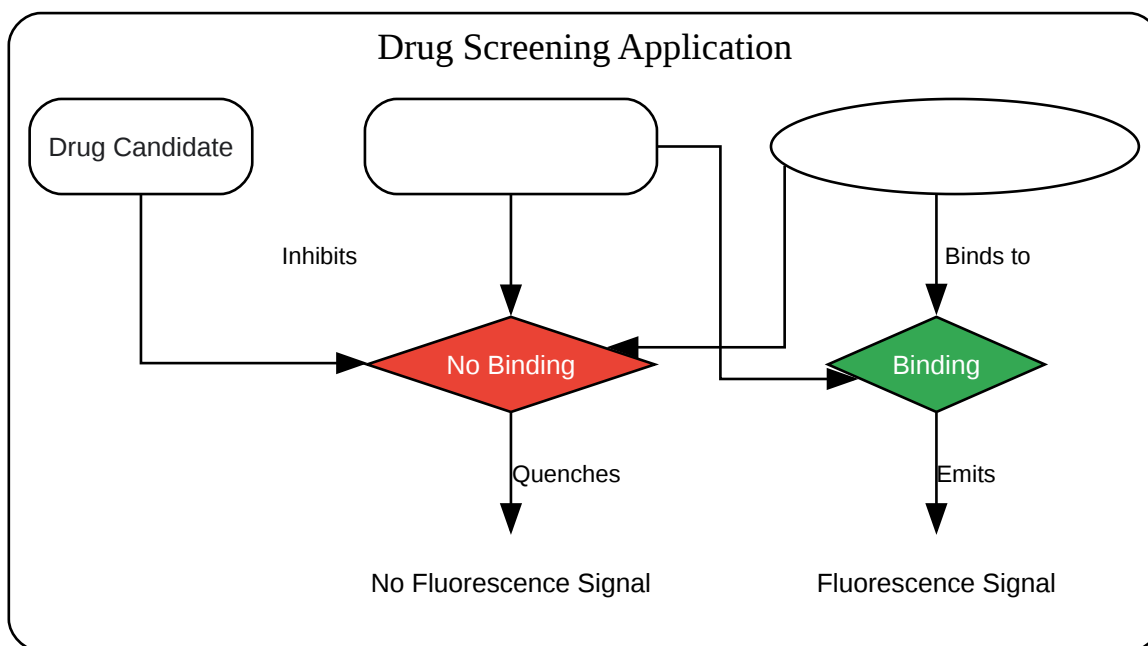 Drug Screening Application
Drug Candidate
Inhibits
Binds to
No Binding
Binding
Quenches
Emits
No Fluorescence Signal
Fluorescence Signal